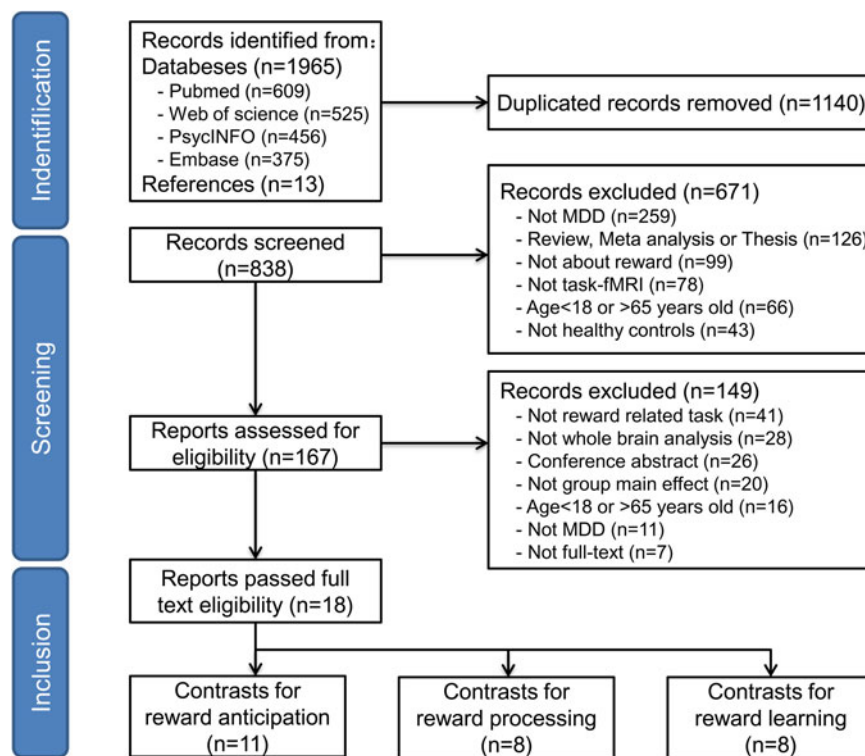 Indentiflication
Records identified from：
Databeses (n=1965)
- Pubmed (n=609)
- Web of science (n=525)
- PsycINFO (n=456)
- Embase (n=375)
References (n=13)
Duplicated records removed (n=1140)
Screening
Records screened
(n=838)
Records excluded (n=671)
- Not MDD (n=259)
- Review, Meta analysis or Thesis (n=126)
- Not about reward (n=99)
- Not task-fMRI (n=78)
- Age<18 or >65 years old (n=66)
- Not healthy controls (n=43)
Reports assessed for
eligibility (n=167)
Records excluded (n=149)
- Not reward related task (n=41)
- Not whole brain analysis (n=28)
- Conference abstract (n=26)
- Not group main effect (n=20)
- Age<18 or >65 years old (n=16)
- Not MDD (n=11)
- Not full-text (n=7)
Inclusion
Reports passed full
text eligibility (n=18)
Contrasts for
reward anticipation
(n=11)
Contrasts for
reward processing
(n=8)
Contrasts for
reward learning
(n=8)